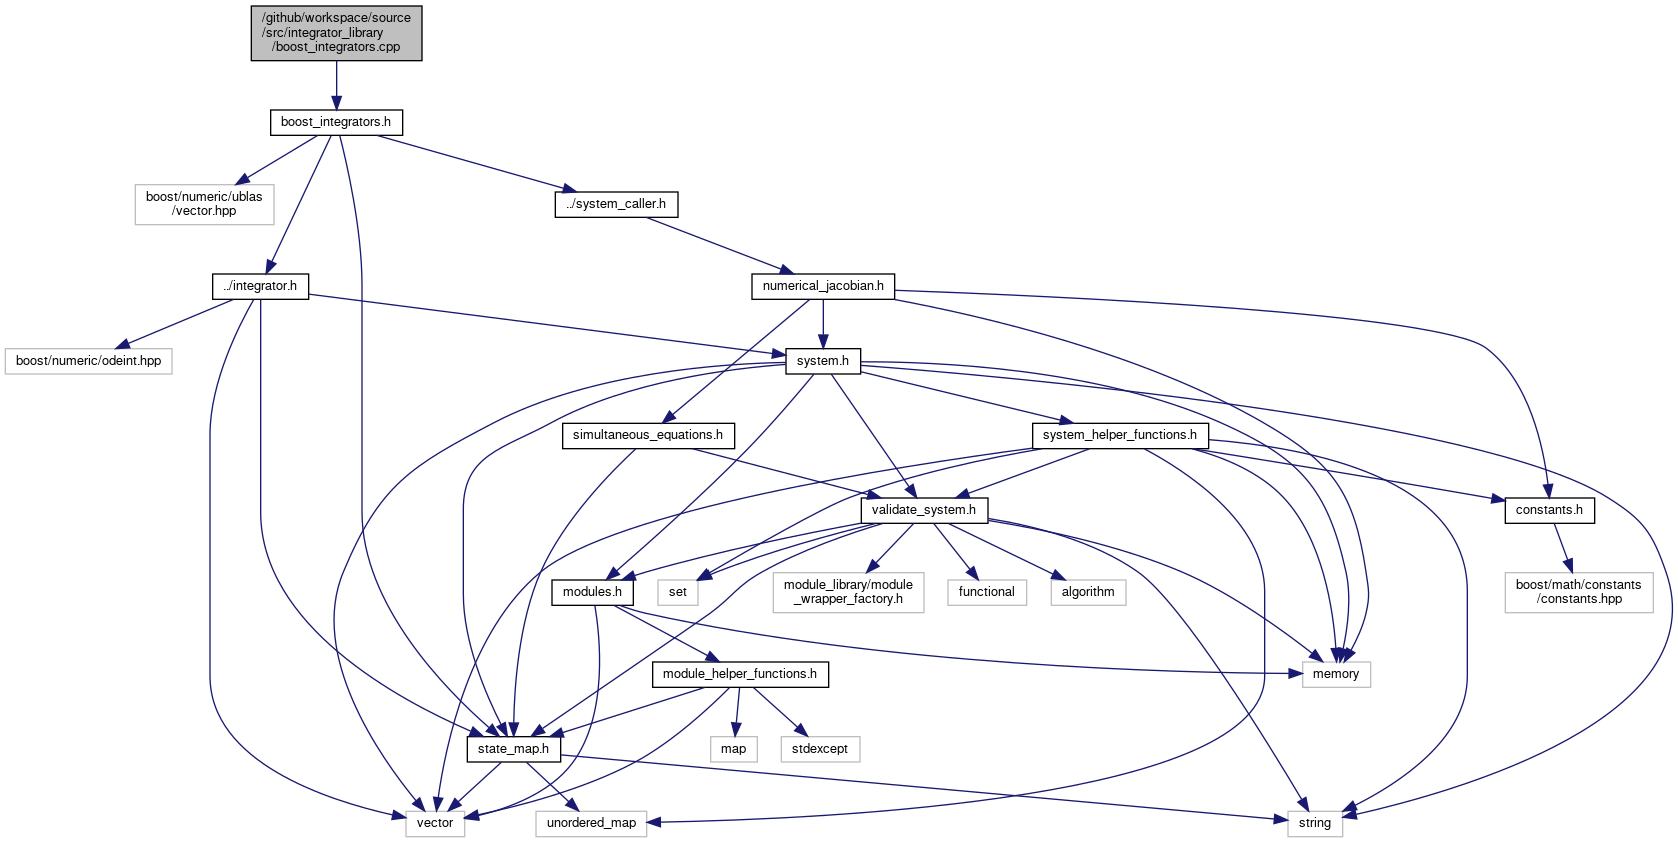 /github/workspace/source
/src/integrator_library
/boost_integrators.cpp
boost_integrators.h
boost/numeric/ublas
/vector.hpp
../system_caller.h
../integrator.h
numerical_jacobian.h
boost/numeric/odeint.hpp
system.h
simultaneous_equations.h
system_helper_functions.h
validate_system.h
constants.h
modules.h
set
module_library/module
_wrapper_factory.h
functional
algorithm
boost/math/constants
/constants.hpp
module_helper_functions.h
memory
state_map.h
map
stdexcept
vector
unordered_map
string